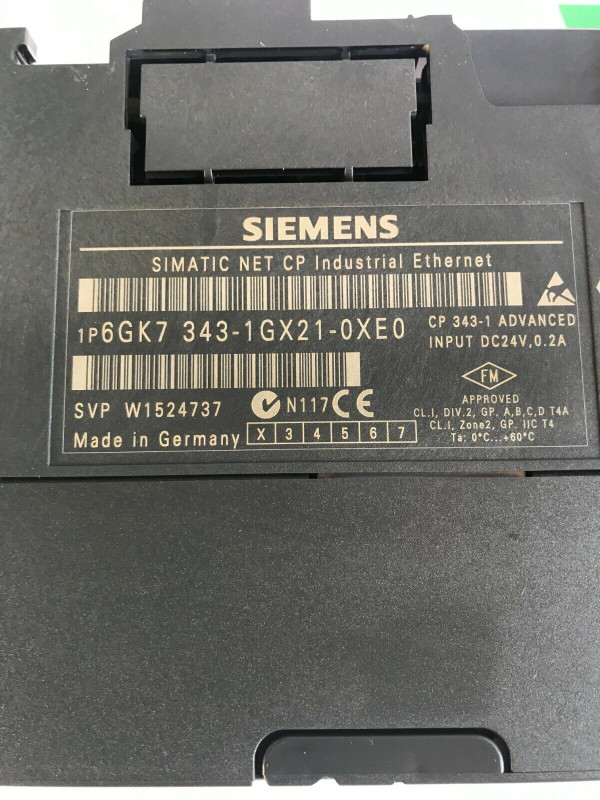 SIEMENS
SIMATIC NET CP Industrial Ethernet
1P6GK7 343-1GX21-0XE0
CP 343-1 ADVANCED
INPUT DC24V,0.2A
SVP W1524737
N117 CE
FM
APPROVED
CL.I, DIV.2, GP. A,B,C,D T4A
CL.I, Zone2, GP. IIC T4
Ta: 0°C...+60°C
Made in Germany
X 3 4 5 6 7